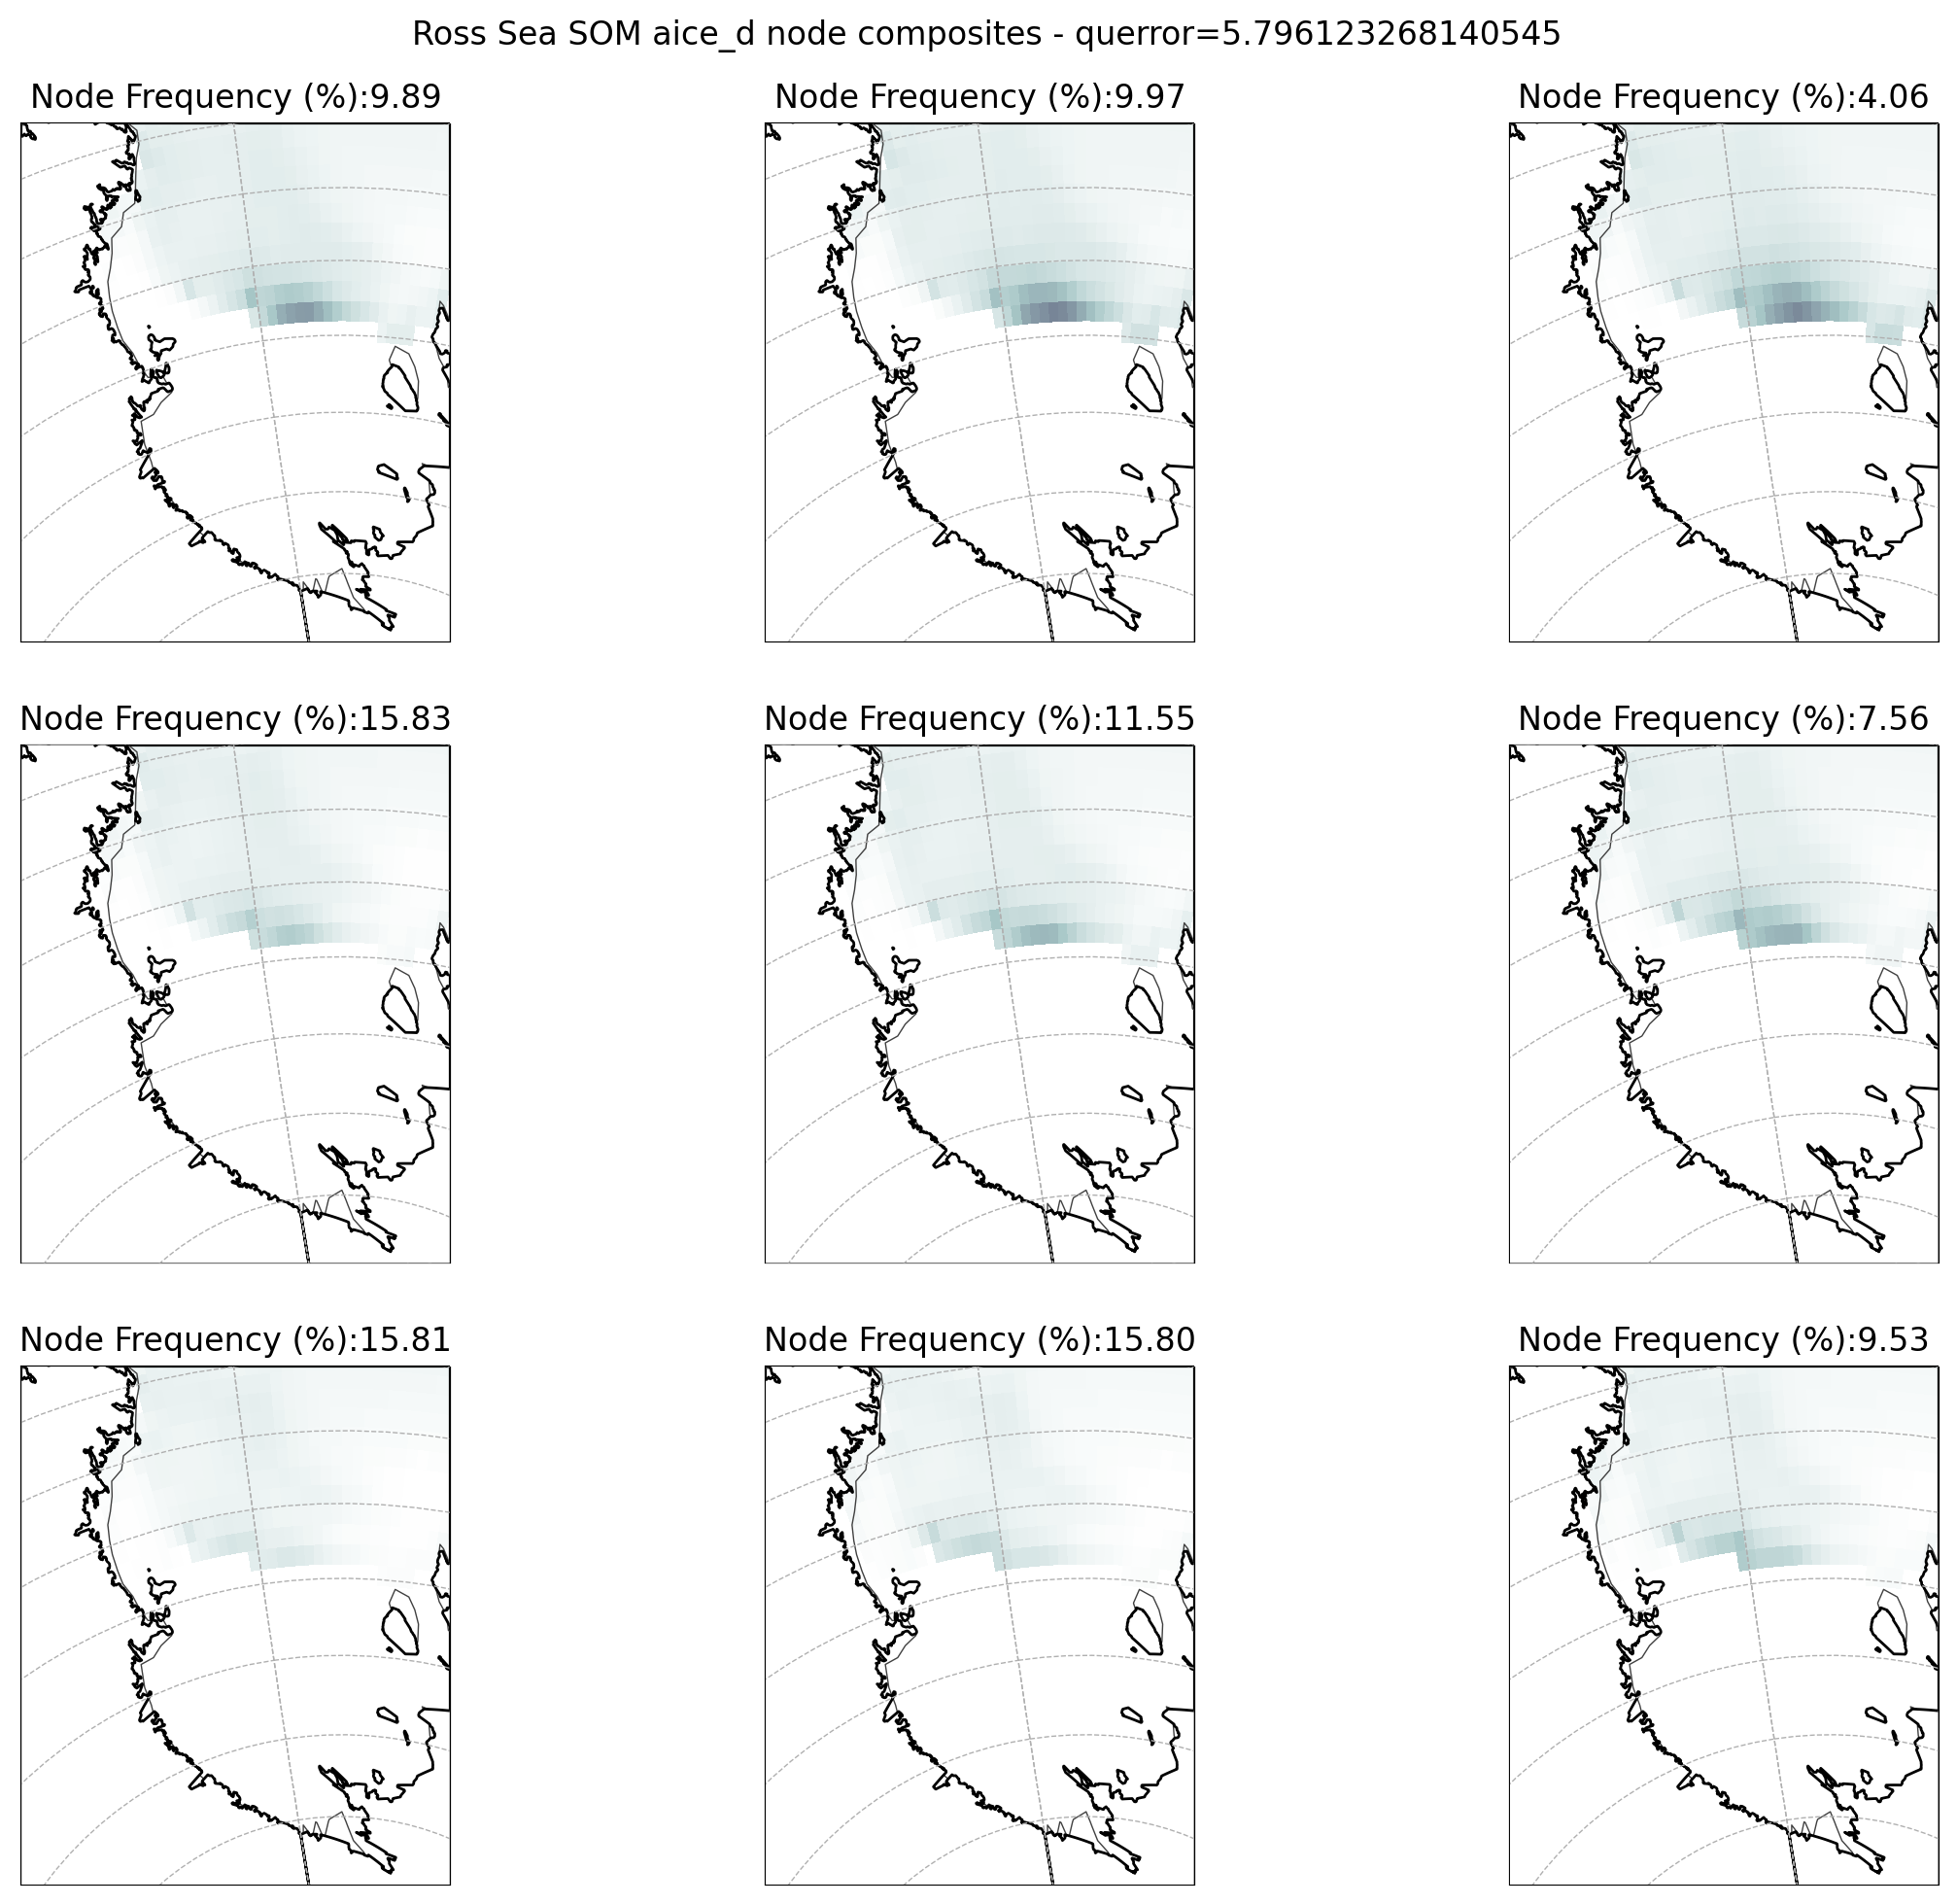 Ross Sea SOM aice_d node composites - querror=5.796123268140545
Node Frequency (%):9.89
Node Frequency (%):9.97
Node Frequency (%):4.06
Node Frequency (%):15.83
Node Frequency (%):11.55
Node Frequency (%):7.56
Node Frequency (%):15.81
Node Frequency (%):15.80
Node Frequency (%):9.53